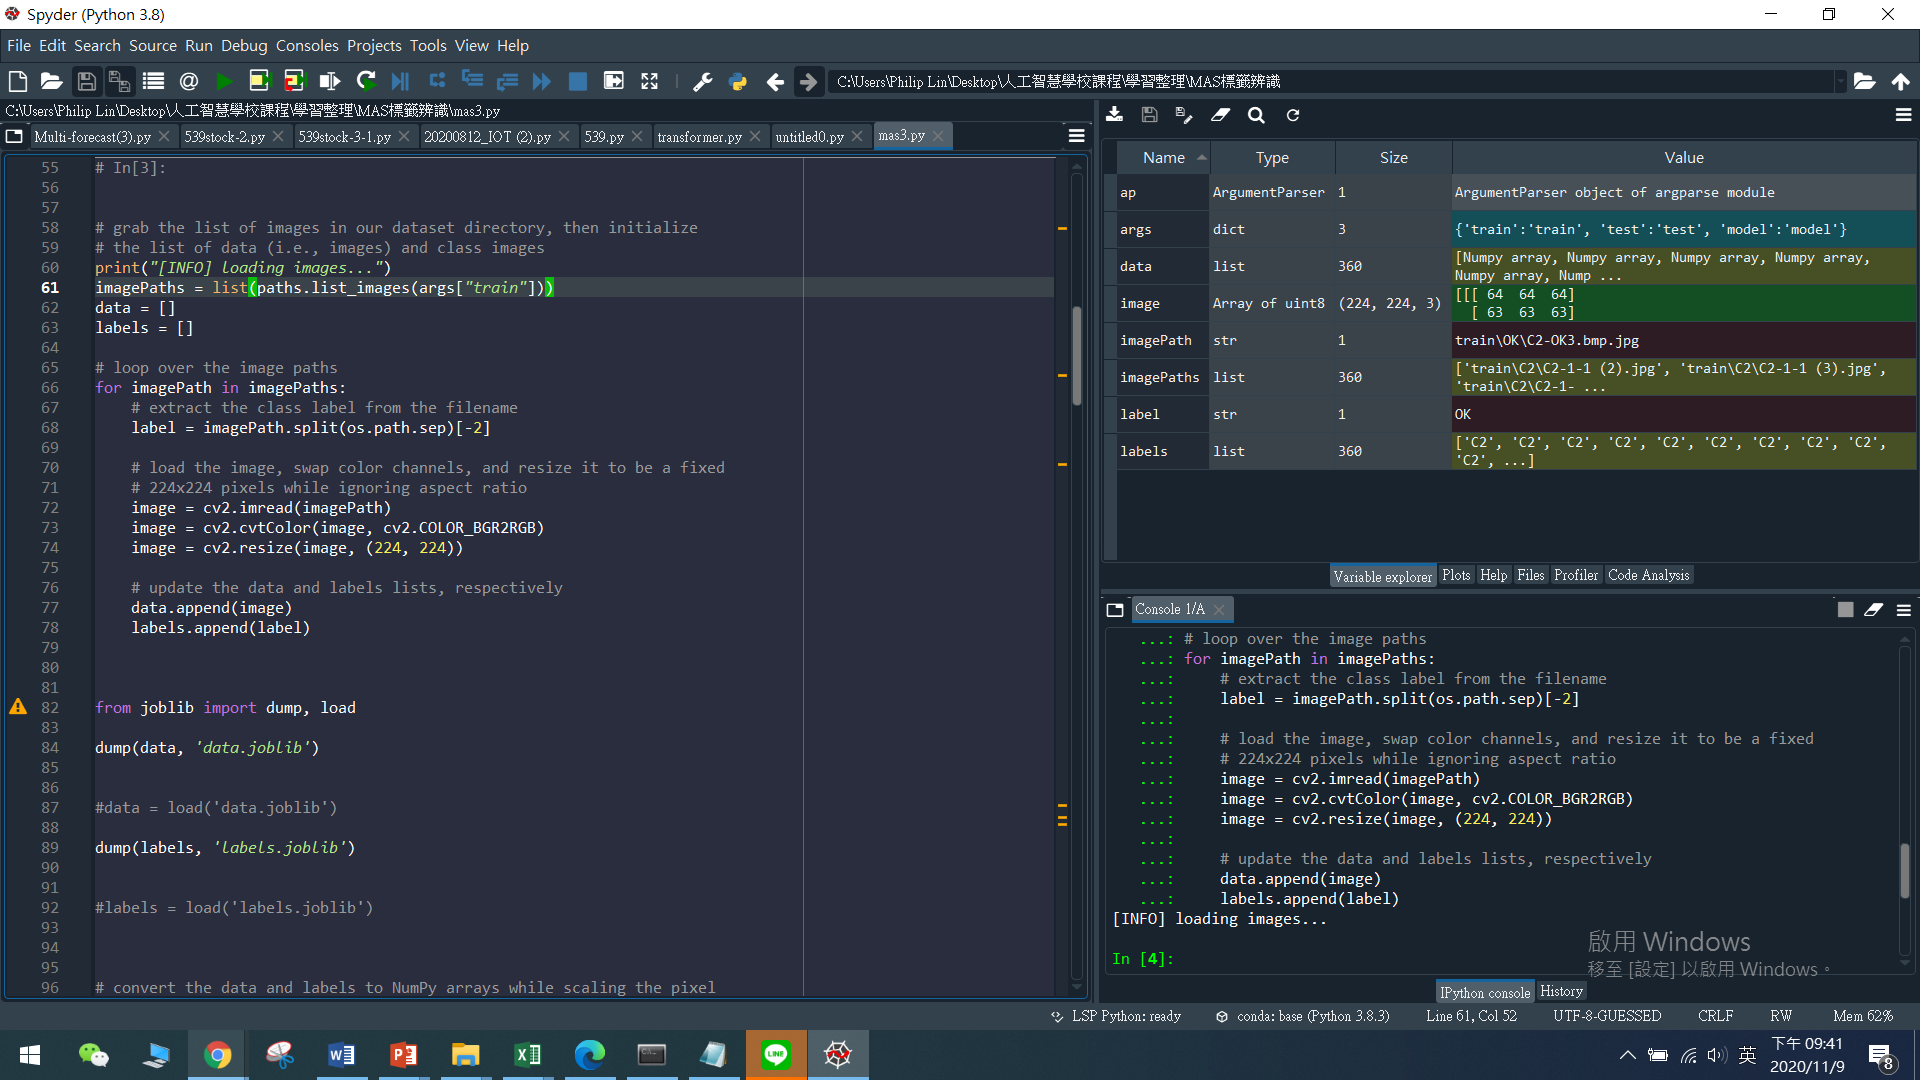 Spyder (Python 3.8)
File Edit Search Source Run Debug Consoles Projects Tools View Help
C:\Users\Philip Lin\Desktop\人工智慧學校課程\學習整理\MAS標籤辨識
C:\Users\Philip Lin\Desktop\人工智慧學校課程\學習整理\MAS標籤辨識\mas3.py
Multi-forecast(3).py 539stock-2.py 539stock-3-1.py 20200812_IOT (2).py 539.py transformer.py untitled0.py mas3.py
55 # In[3]:
56
57
58 # grab the list of images in our dataset directory, then initialize
59 # the list of data (i.e., images) and class images
60 print("[INFO] loading images...")
61 imagePaths = list(paths.list_images(args["train"]))
62 data = []
63 labels = []
64
65 # loop over the image paths
66 for imagePath in imagePaths:
67     # extract the class label from the filename
68     label = imagePath.split(os.path.sep)[-2]
69
70     # load the image, swap color channels, and resize it to be a fixed
71     # 224x224 pixels while ignoring aspect ratio
72     image = cv2.imread(imagePath)
73     image = cv2.cvtColor(image, cv2.COLOR_BGR2RGB)
74     image = cv2.resize(image, (224, 224))
75
76     # update the data and labels lists, respectively
77     data.append(image)
78     labels.append(label)
79
80
81
82 from joblib import dump, load
83
84 dump(data, 'data.joblib')
85
86
87 #data = load('data.joblib')
88
89 dump(labels, 'labels.joblib')
90
91
92 #labels = load('labels.joblib')
93
94
95
96 # convert the data and labels to NumPy arrays while scaling the pixel
Name Type Size Value
ap ArgumentParser 1 ArgumentParser object of argparse module
args dict 3 {'train':'train', 'test':'test', 'model':'model'}
data list 360 [Numpy array, Numpy array, Numpy array, Numpy array,
Numpy array, Nump ...
image Array of uint8 (224, 224, 3) [[[ 64 64 64]
[ 63 63 63]
imagePath str 1 train\OK\C2-OK3.bmp.jpg
imagePaths list 360 ['train\C2\C2-1-1 (2).jpg', 'train\C2\C2-1-1 (3).jpg',
'train\C2\C2-1- ...
label str 1 OK
labels list 360 ['C2', 'C2', 'C2', 'C2', 'C2', 'C2', 'C2', 'C2', 'C2',
'C2', ...]
Variable explorer Plots Help Files Profiler Code Analysis
Console 1/A
...: # loop over the image paths
...: for imagePath in imagePaths:
...:     # extract the class label from the filename
...:     label = imagePath.split(os.path.sep)[-2]
...:
...:     # load the image, swap color channels, and resize it to be a fixed
...:     # 224x224 pixels while ignoring aspect ratio
...:     image = cv2.imread(imagePath)
...:     image = cv2.cvtColor(image, cv2.COLOR_BGR2RGB)
...:     image = cv2.resize(image, (224, 224))
...:
...:     # update the data and labels lists, respectively
...:     data.append(image)
...:     labels.append(label)
[INFO] loading images...
In [4]:
啟用 Windows
移至 [設定] 以啟用 Windows。
IPython console History
LSP Python: ready conda: base (Python 3.8.3) Line 61, Col 52 UTF-8-GUESSED CRLF RW Mem 62%
英 下午 09:41
2020/11/9
8